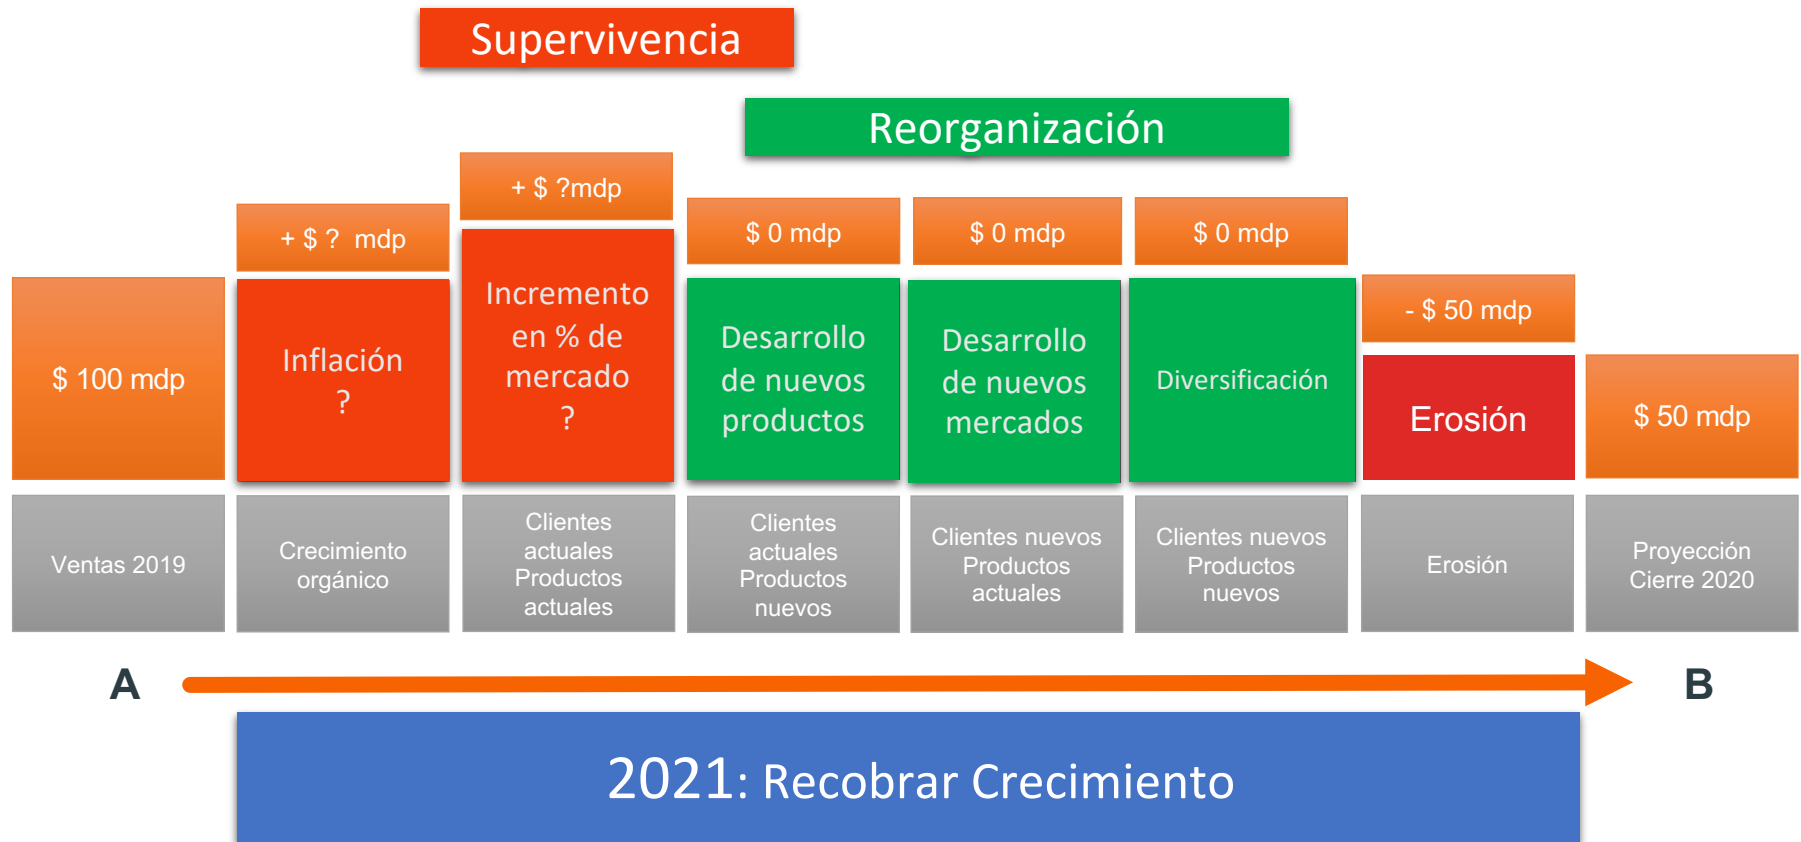 Supervivencia
Reorganización
+ $ ?mdp
+ $ ?  mdp
$ 0 mdp
$ 0 mdp
$ 0 mdp
- $ 50 mdp
$ 100 mdp
Inflación
?
Incremento
en % de
mercado
?
Desarrollo
de nuevos
productos
Desarrollo
de nuevos
mercados
Diversificación
Erosión
$ 50 mdp
Ventas 2019
Crecimiento
orgánico
Clientes
actuales
Productos
actuales
Clientes
actuales
Productos
nuevos
Clientes nuevos
Productos
actuales
Clientes nuevos
Productos
nuevos
Erosión
Proyección
Cierre 2020
A
B
2021: Recobrar Crecimiento